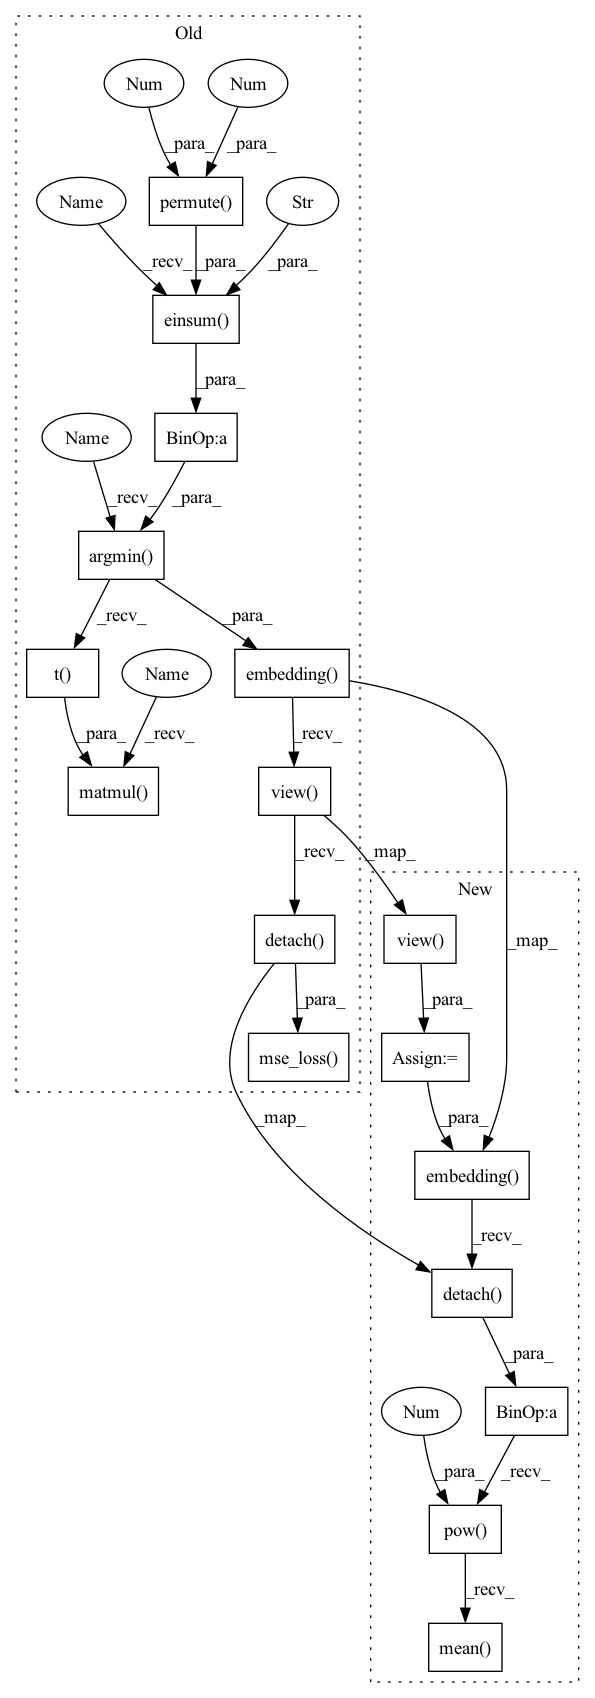 Old
Num
Num
_para_
_para_
Name
permute()
Str
_recv_
_para_
_para_
einsum()
_para_
Name
BinOp:a
_recv_
_para_
argmin()
_recv_
_para_
t()
Name
embedding()
_para_
_recv_
_recv_
matmul()
view()
_recv_
_map_
New
detach()
view()
_map_
_para_
_para_
mse_loss()
Assign:=
_map_
_para_
embedding()
_recv_
detach()
_para_
Num
BinOp:a
_para_
_recv_
pow()
_recv_
mean()